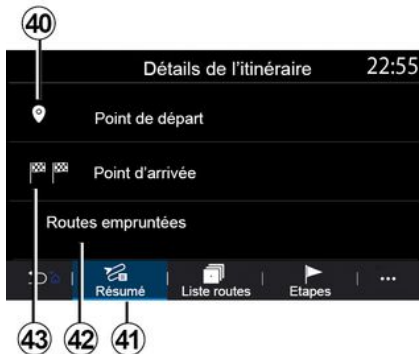 40
Détails de l'itinéraire 22:55
Point de départ
Point d'arrivée
Routes empruntées
Résumé Liste routes Etapes ...
43 42 41